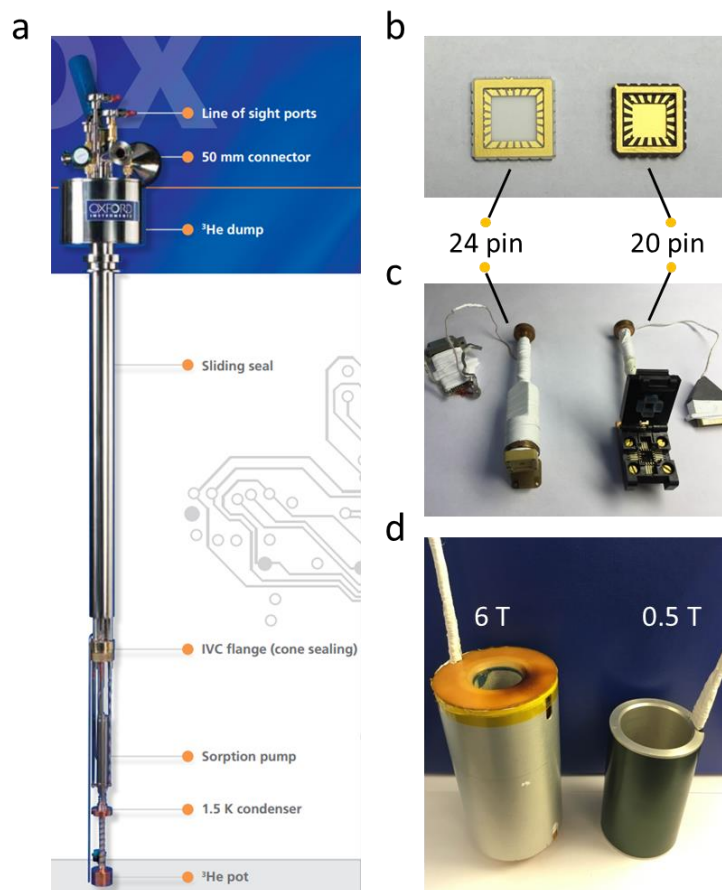 a
OX
Line of sight ports
50 mm connector
OXFORD
INSTRUMENTS
³He dump
Sliding seal
IVC flange (cone sealing)
Sorption pump
1.5 K condenser
³He pot
b
24 pin
20 pin
c
d
6 T
0.5 T